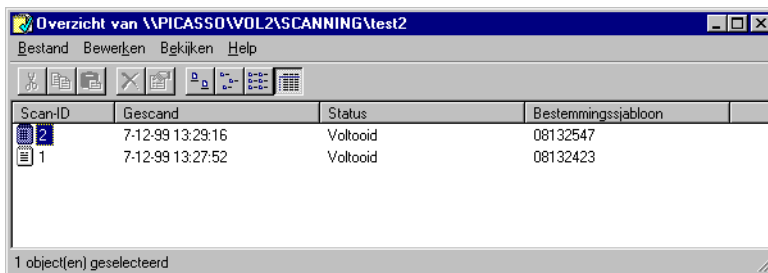 Overzicht van \\PICASSO\VOL2\SCANNING\test2
Bestand Bewerken Bekijken Help
Scan-ID Gescand Status Bestemmingssjabloon
2 7-12-99 13:29:16 Voltooid 08132547
1 7-12-99 13:27:52 Voltooid 08132423
1 object(en) geselecteerd